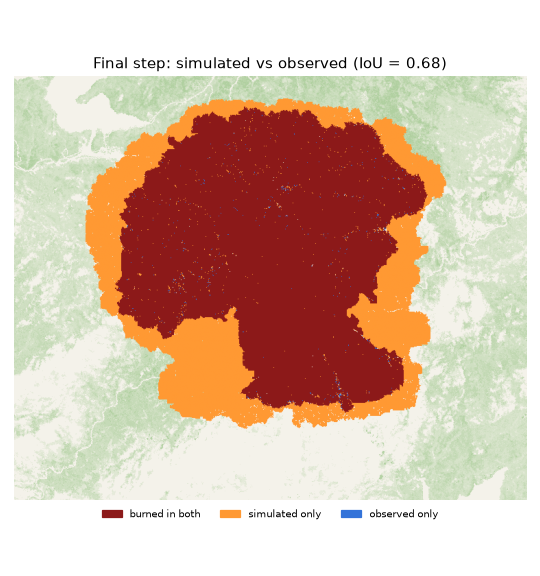 Final step: simulated vs observed (IoU = 0.68)
burned in both
simulated only
observed only